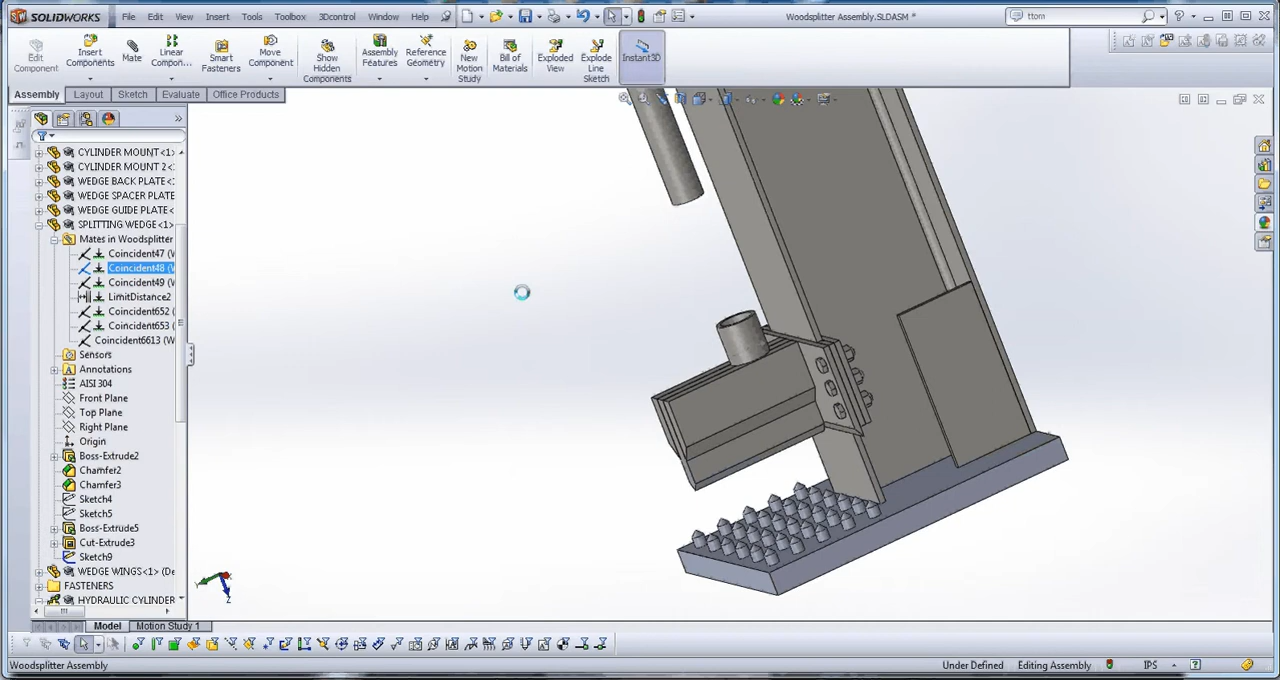 SOLIDWORKS File Edit View Insert Tools Toolbox 3Dcontrol Window Help Woodsplitter Assembly.SLDASM ttom
Edit Component
Insert Components
Mate
Linear Compon...
Smart Fasteners
Move Component
Show Hidden Components
Assembly Features
Reference Geometry
New Motion Study
Bill of Materials
Exploded View
Explode Line Sketch
Instant3D
Assembly Layout Sketch Evaluate Office Products
CYLINDER MOUNT<1>
CYLINDER MOUNT 2<
WEDGE BACK PLATE<
WEDGE SPACER PLATE
WEDGE GUIDE PLATE<
SPLITTING WEDGE<1>
Mates in Woodsplitter
Coincident47 (W
Coincident48 (W
Coincident49 (W
LimitDistance2
Coincident652
Coincident653
Coincident6613 (W
Sensors
Annotations
AISI 304
Front Plane
Top Plane
Right Plane
Origin
Boss-Extrude2
Chamfer2
Chamfer3
Sketch4
Sketch5
Boss-Extrude5
Cut-Extrude3
Sketch9
WEDGE WINGS<1> (De
FASTENERS
HYDRAULIC CYLINDER
Model Motion Study 1
Woodsplitter Assembly Under Defined Editing Assembly IPS